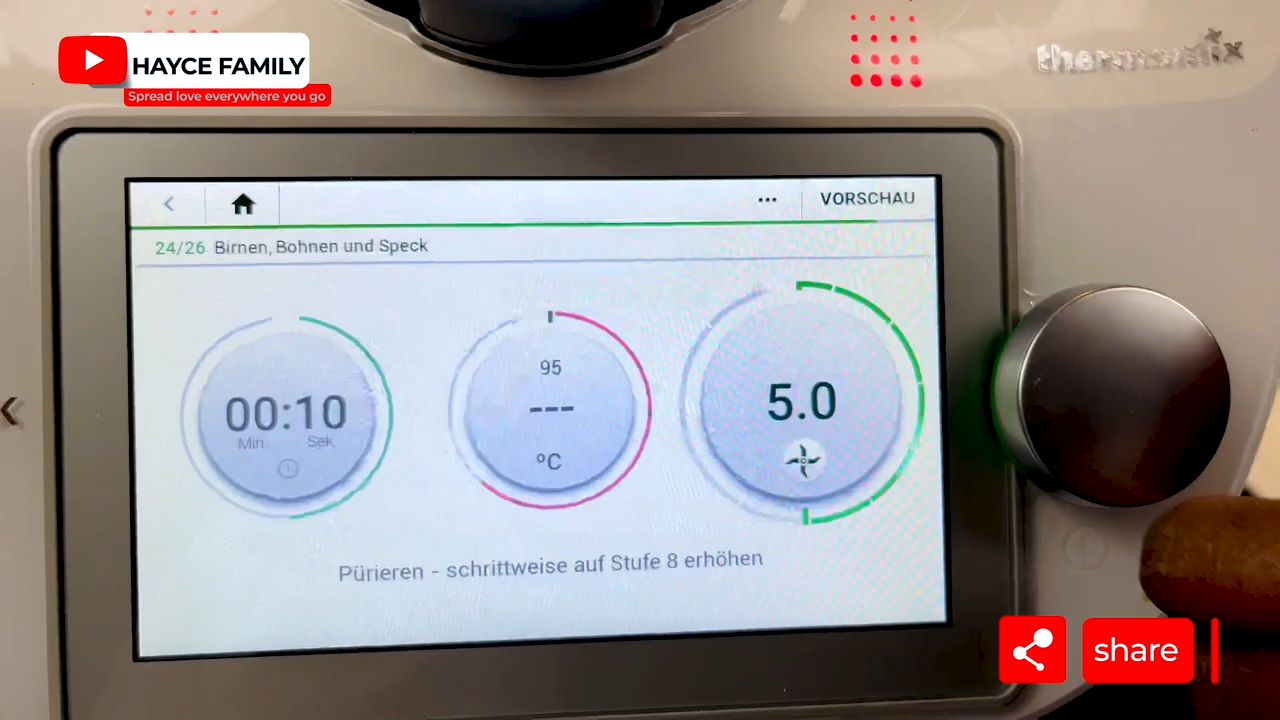 HAYCE FAMILY
Spread love everywhere you go
thermomix
VORSCHAU
24/26 Birnen, Bohnen und Speck
00:10
Min Sek
95
---
°C
5.0
Pürieren - schrittweise auf Stufe 8 erhöhen
share